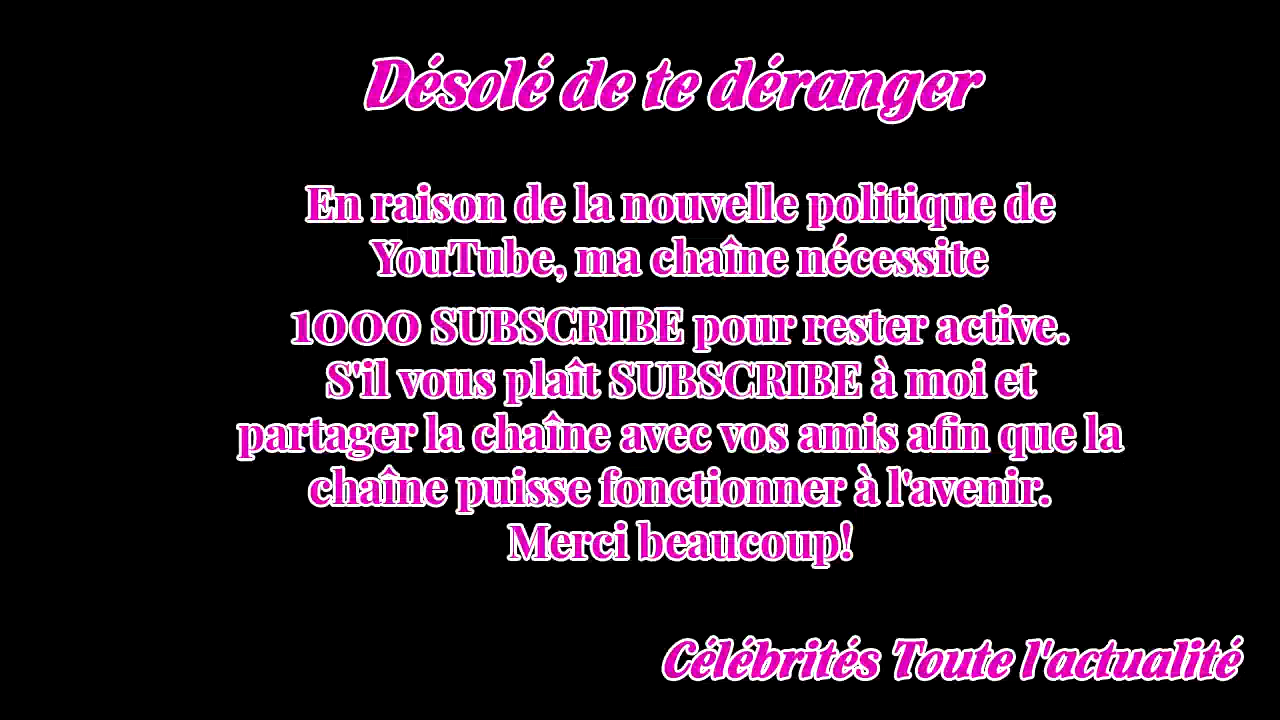 Désolé de te déranger
En raison de la nouvelle politique de
YouTube, ma chaîne nécessite
1000 SUBSCRIBE pour rester active.
S'il vous plaît SUBSCRIBE à moi et
partager la chaîne avec vos amis afin que la
chaîne puisse fonctionner à l'avenir.
Merci beaucoup!
Célébrités Toute l'actualité